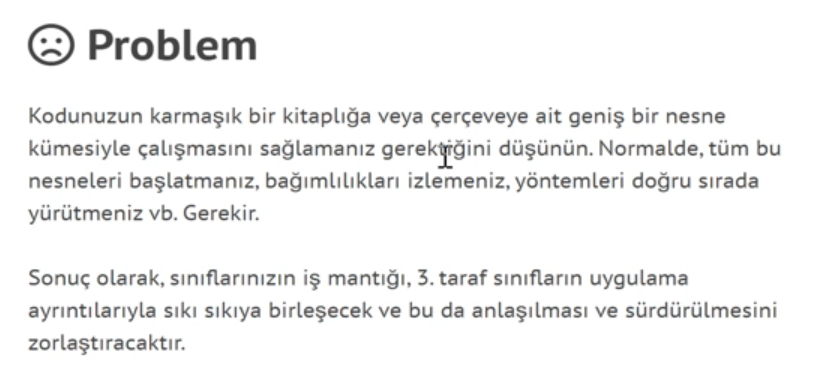 Problem
Kodunuzun karmaşık bir kitaplığa veya çerçeveye ait geniş bir nesne
kümesiyle çalışmasını sağlamanız gerektiğini düşünün. Normalde, tüm bu
nesneleri başlatmanız, bağımlılıkları izlemeniz, yöntemleri doğru sırada
yürütmeniz vb. Gerekir.
Sonuç olarak, sınıflarınızın iş mantığı, 3. taraf sınıfların uygulama
ayrıntılarıyla sıkı sıkıya birleşecek ve bu da anlaşılması ve sürdürülmesini
zorlaştıracaktır.